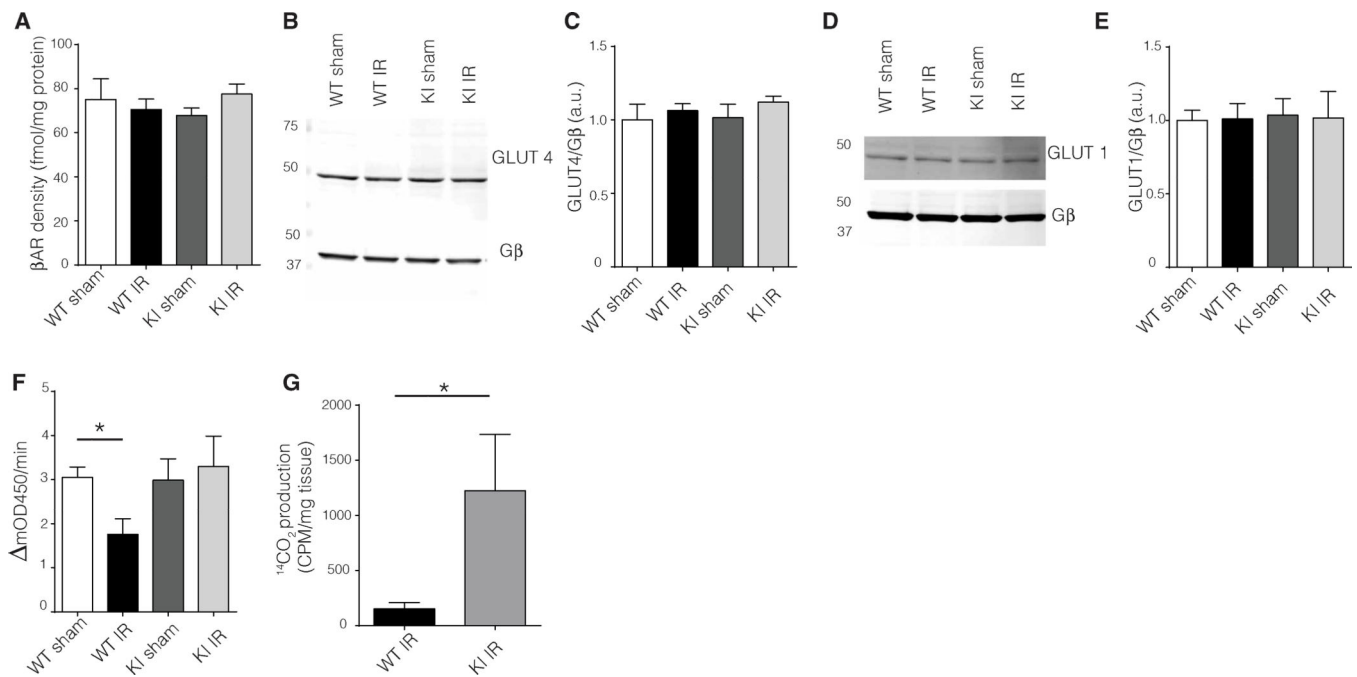 A
βAR density (fmol/mg protein)
100
80
60
40
20
0
WT sham
WT IR
KI sham
KI IR
B
WT sham
WT IR
KI sham
KI IR
75
50
GLUT 4
50
37
Gβ
C
GLUT4/Gβ (a.u.)
1.5
1.0
0.5
0
WT sham
WT IR
KI sham
KI IR
D
WT sham
WT IR
KI sham
KI IR
50
GLUT 1
50
37
Gβ
E
GLUT1/Gβ (a.u.)
1.5
1.0
0.5
0
WT sham
WT IR
KI sham
KI IR
F
ΔmOD450/min
5
4
3
2
1
0
*
WT sham
WT IR
KI sham
KI IR
G
¹⁴CO₂ production
(CPM/mg tissue)
2000
1500
1000
500
0
*
WT IR
KI IR